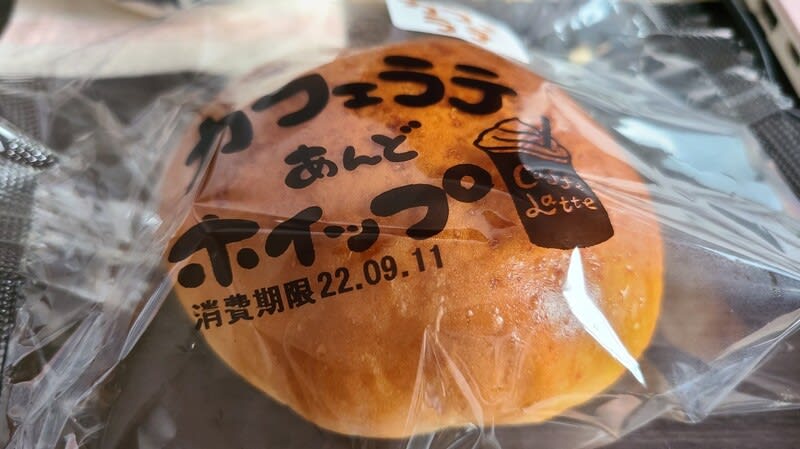 カフェラテ
あんど
ホイップ
Cafe
Latte
消費期限22.09.11